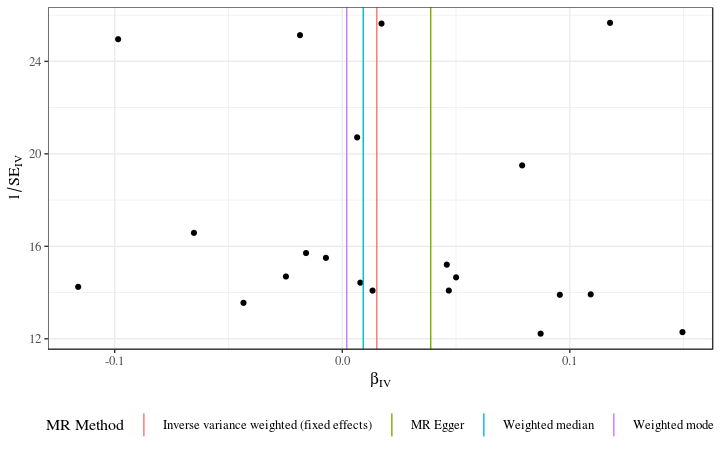 24
20
16
12
1/SE_IV
-0.1 0.0 0.1
β_IV
MR Method Inverse variance weighted (fixed effects) MR Egger Weighted median Weighted mode